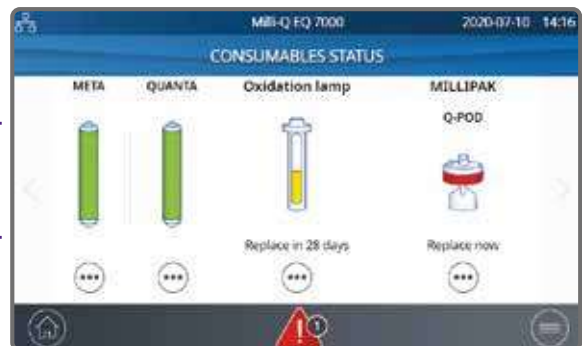 Milli-Q EQ 7000 2020-07-10 14:16
CONSUMABLES STATUS
META QUANTA Oxidation lamp MILLIPAK
Q-POD
Replace in 28 days Replace now
1